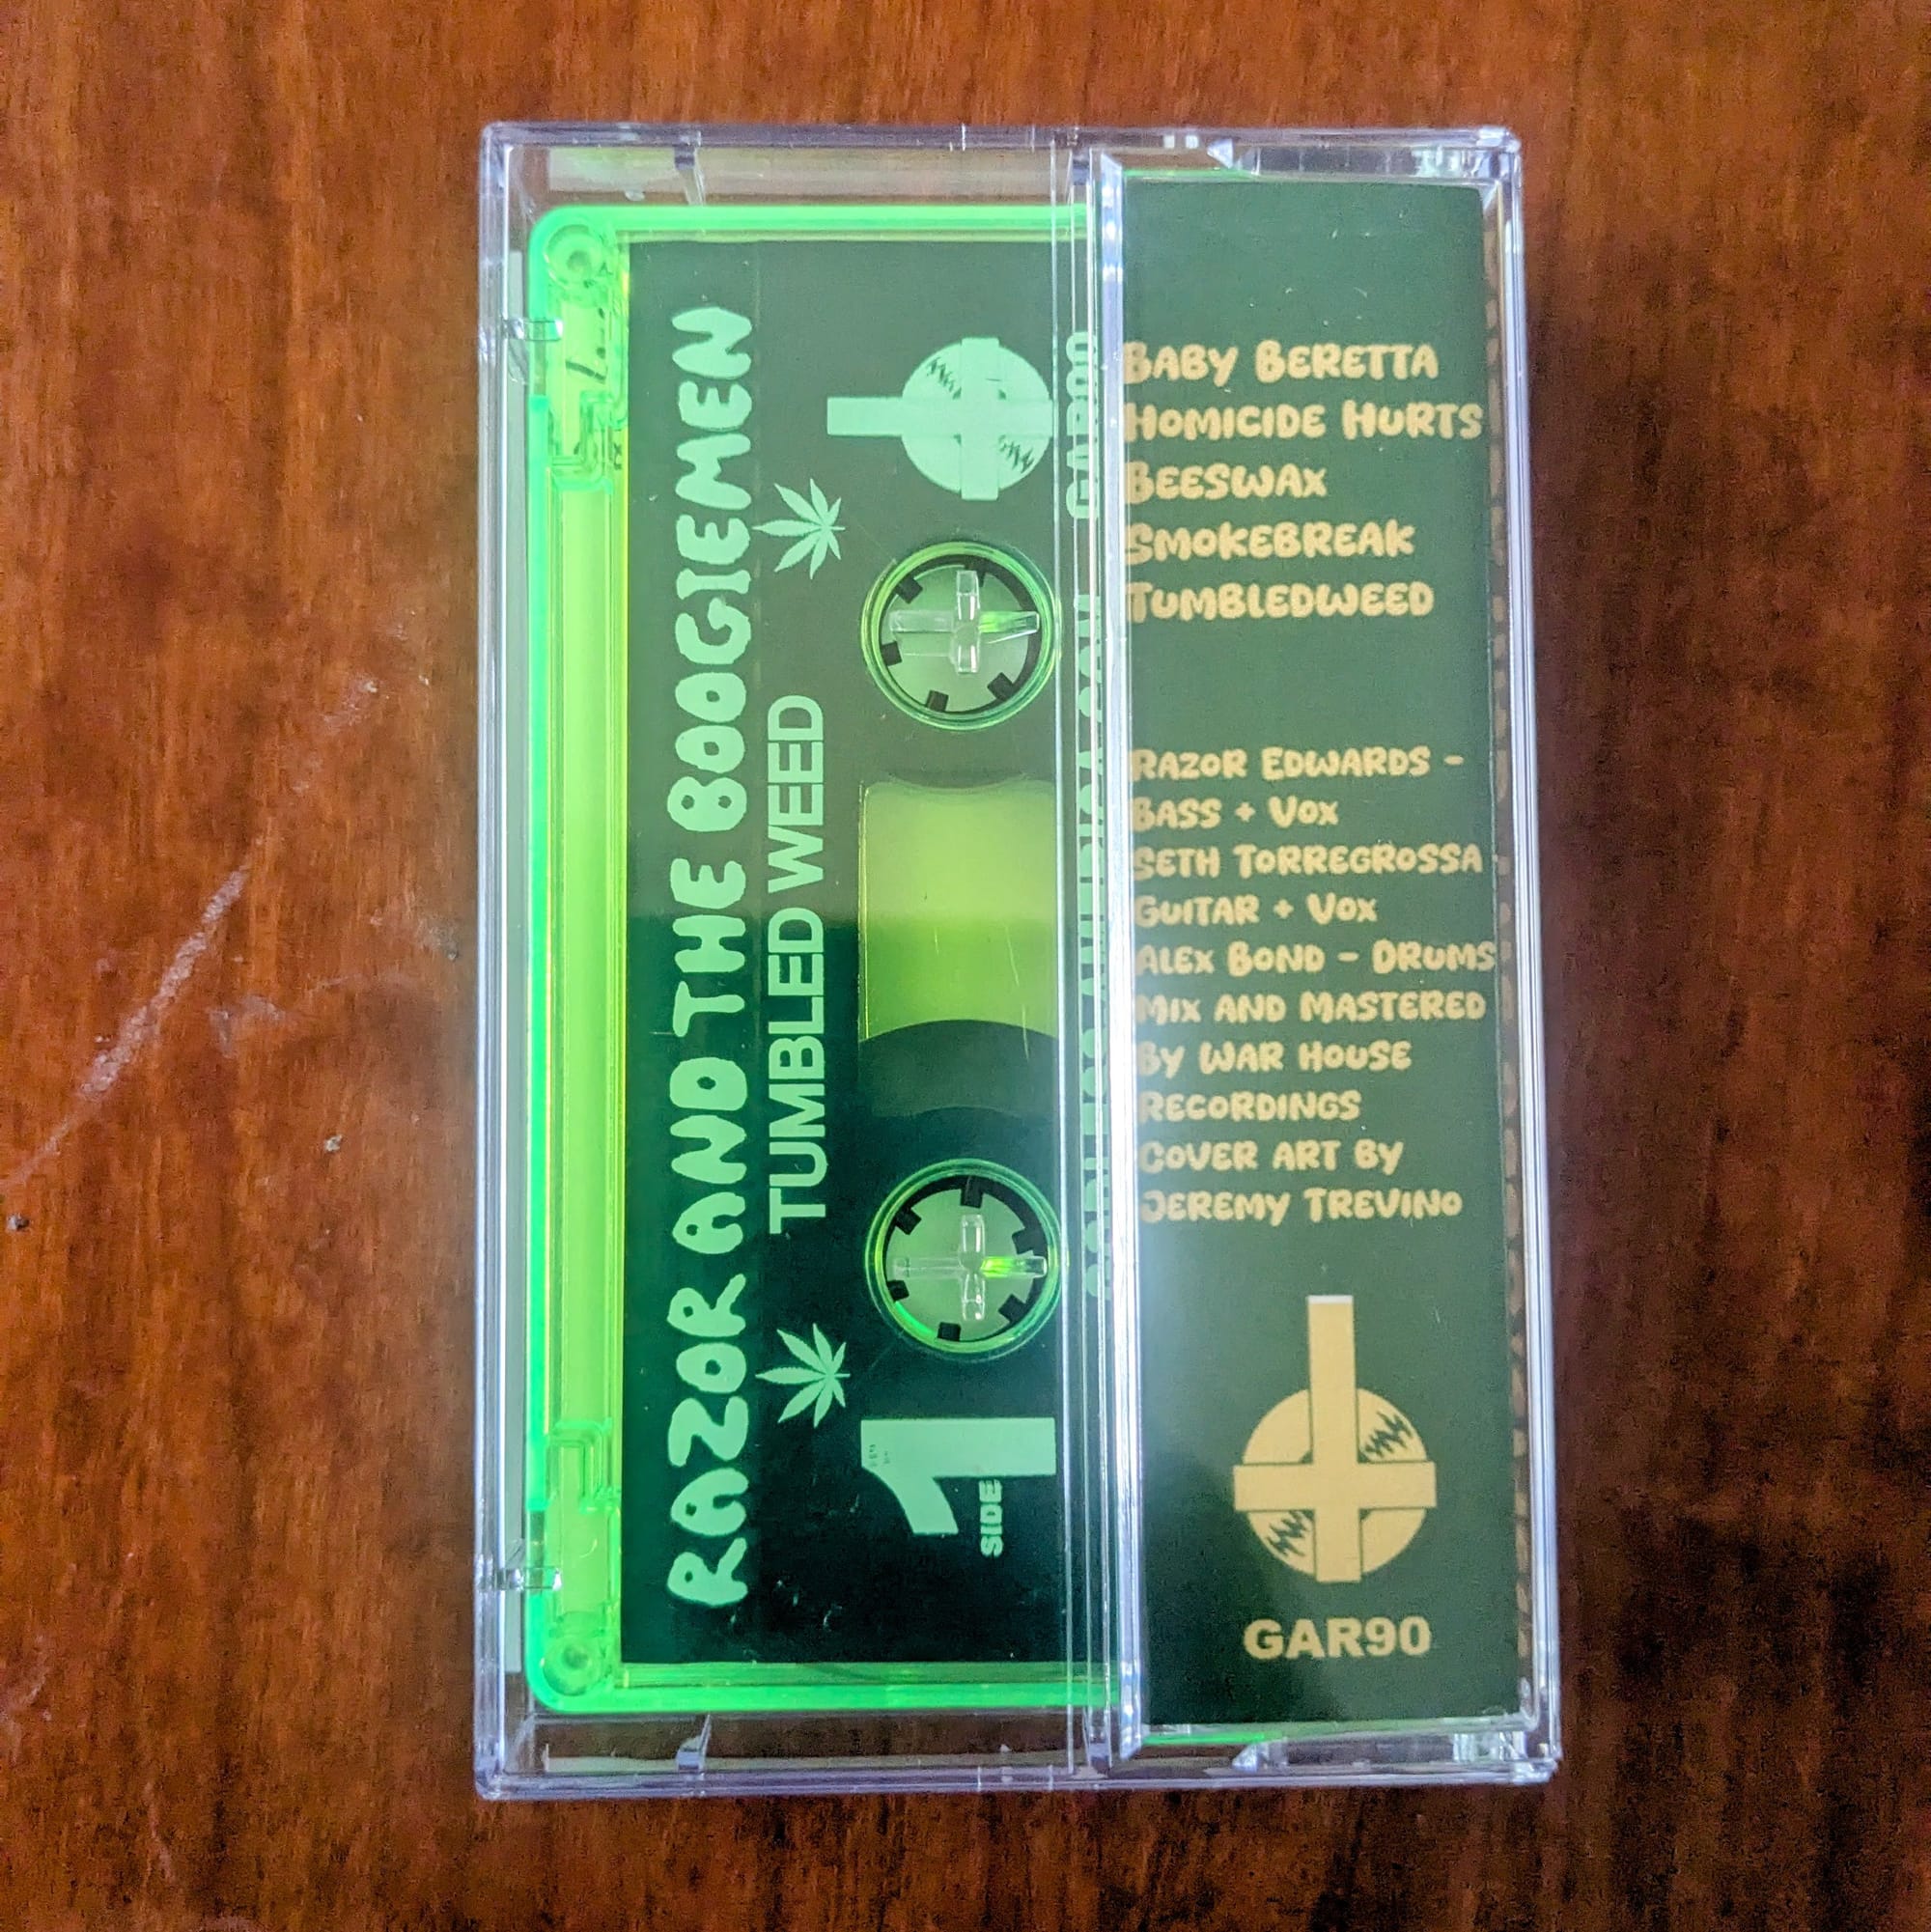 RAZOR AND THE BOOGIEMEN
TUMBLED WEED
SIDE 1
GAR90
BABY BERETTA
HOMICIDE HURTS
BEESWAX
SMOKEBREAK
TUMBLEDWEED
RAZOR EDWARDS -
BASS + VOX
SETH TORREGROSSA
GUITAR + VOX
ALEX BOND - DRUMS
MIX AND MASTERED
BY WAR HOUSE
RECORDINGS
COVER ART BY
JEREMY TREVINO
GAR90